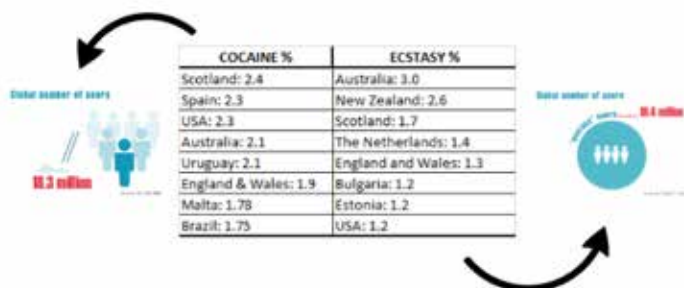 COCAINE % ECSTASY %
Scotland: 2.4 Australia: 3.0
Spain: 2.3 New Zealand: 2.6
USA: 2.3 Scotland: 1.7
Australia: 2.1 The Netherlands: 1.4
Uruguay: 2.1 England and Wales: 1.3
England & Wales: 1.9 Bulgaria: 1.2
Malta: 1.78 Estonia: 1.2
Brazil: 1.75 USA: 1.2
Global number of users
18.3 million
Global number of users